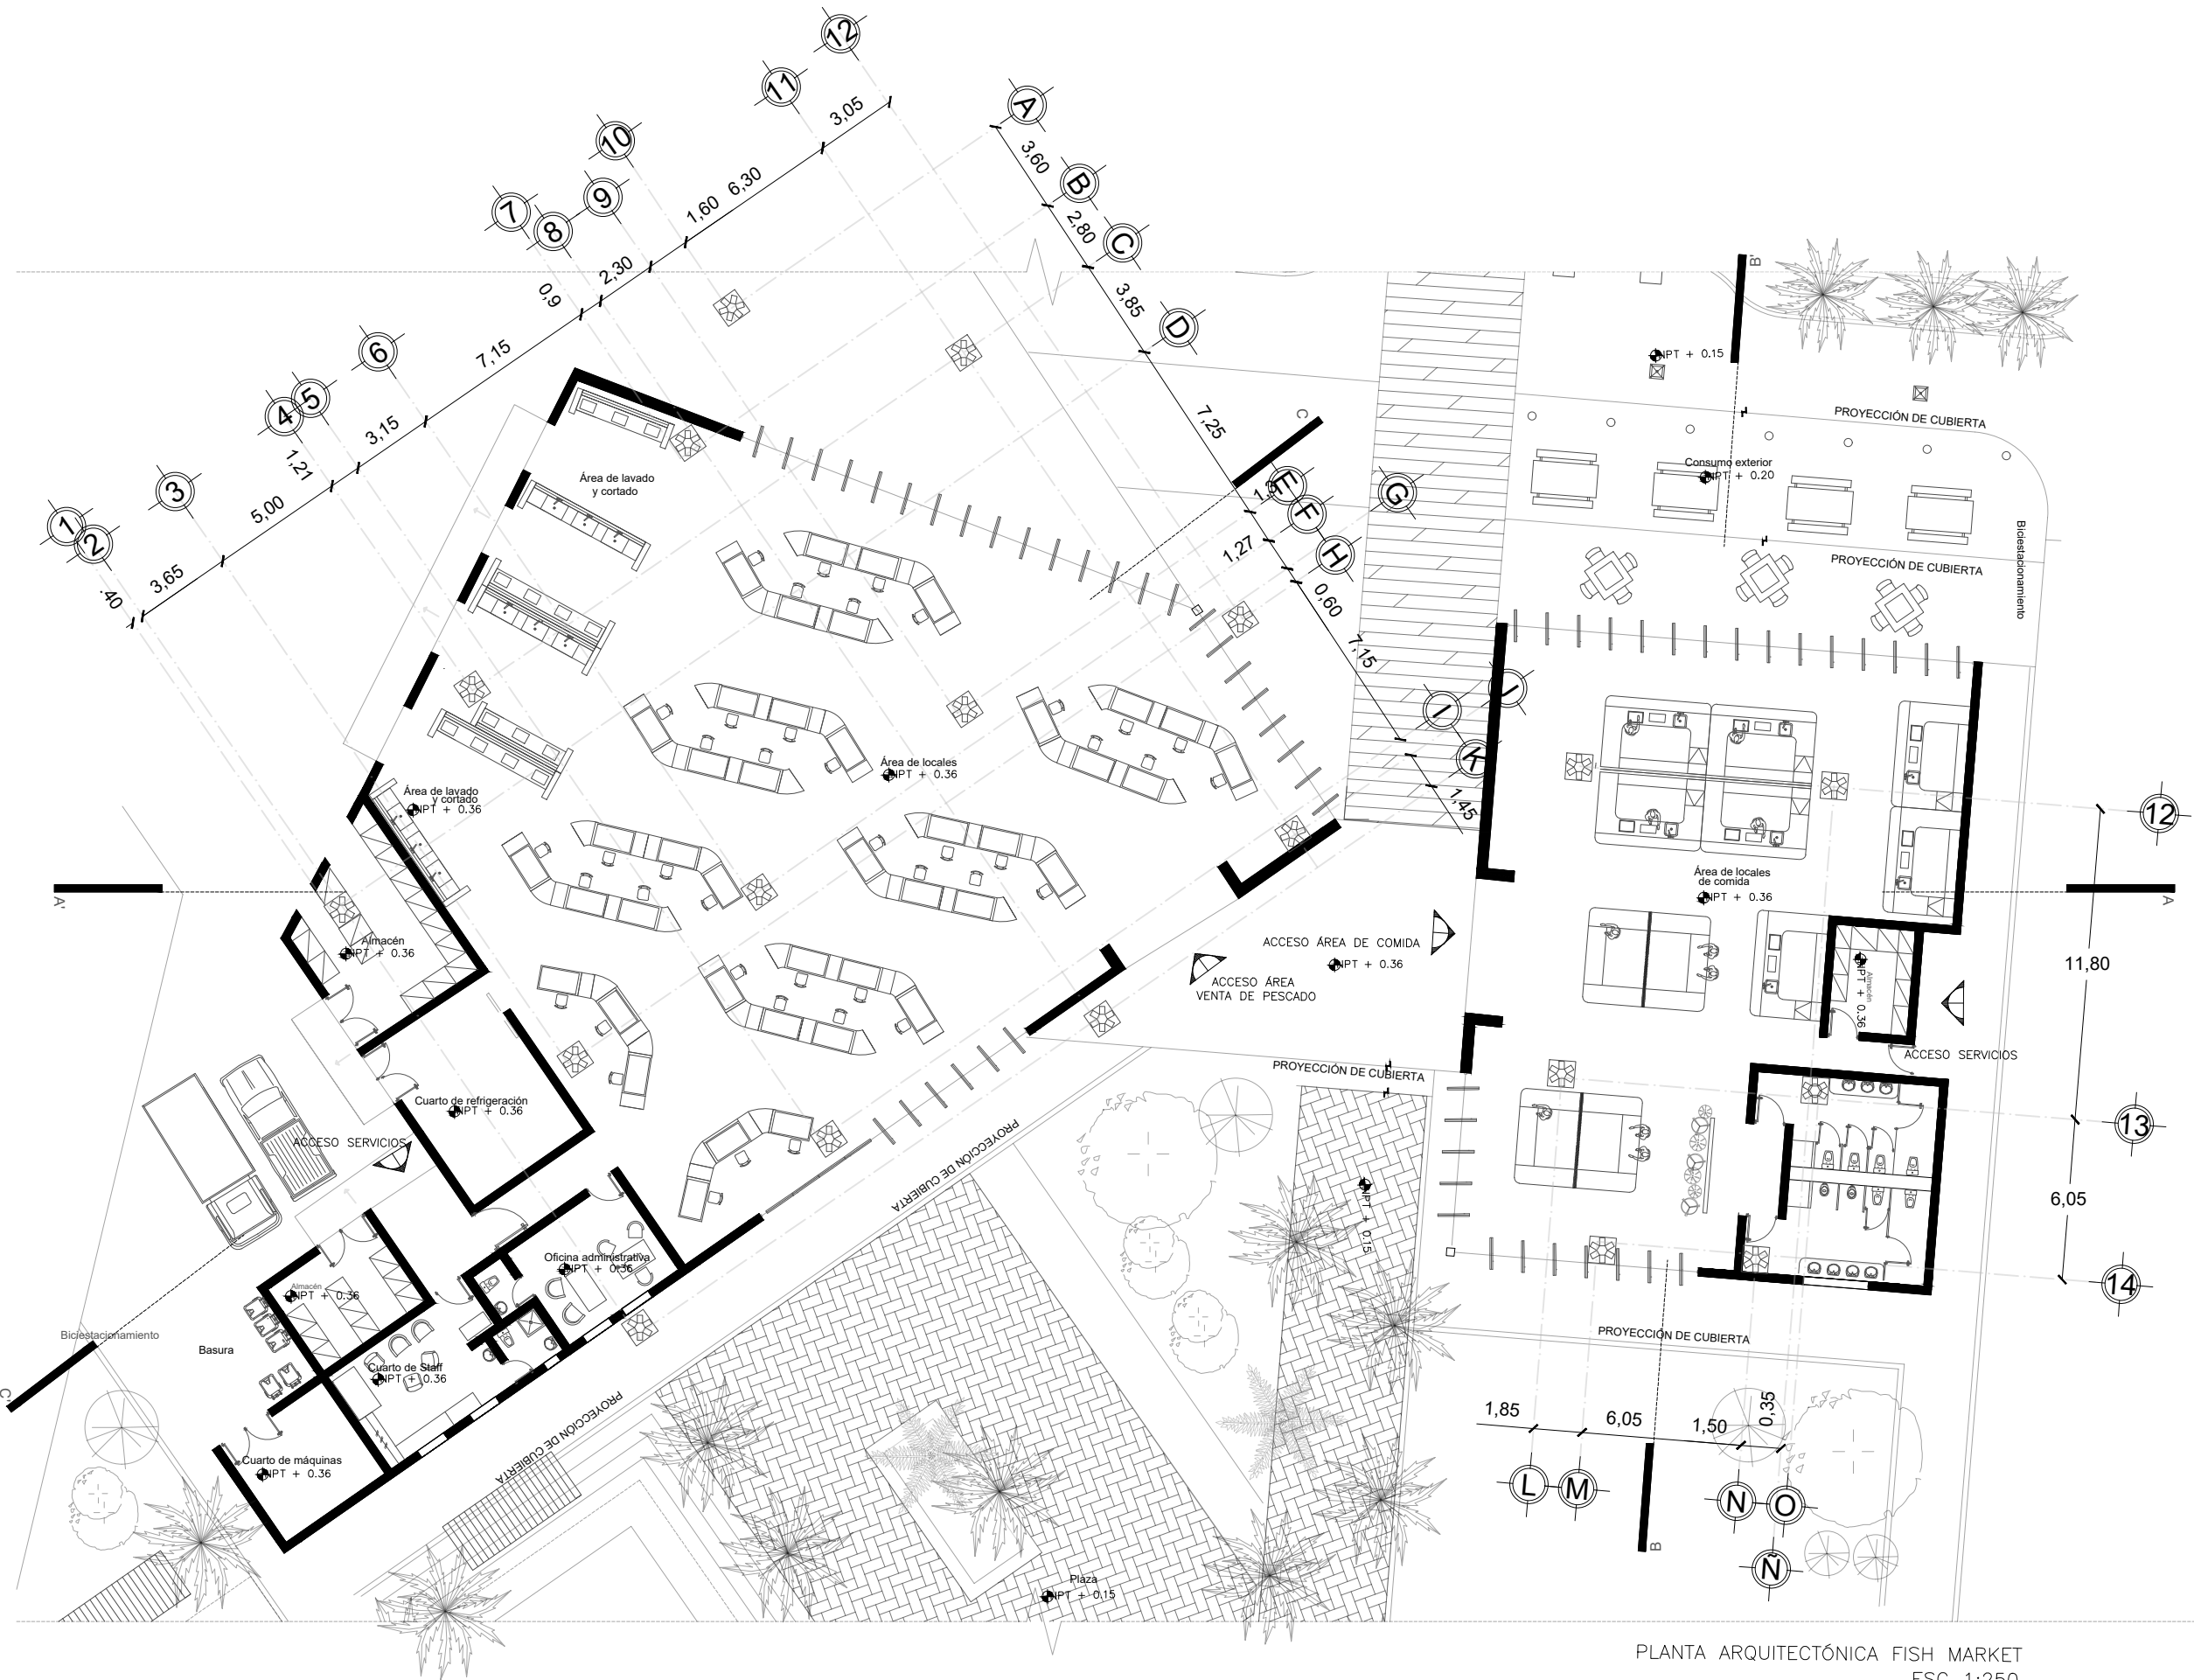 12
11
10
9
8
7
6
5
4
3
2
1
3,05
6,30
1,60
2,30
0,9
7,15
3,15
1,21
5,00
3,65
.40
A
B
C
D
E
F
G
H
I
J
K
3,60
2,80
3,85
7,25
1,27
0,60
7,15
1,45
B'
NPT + 0.15
PROYECCIÓN DE CUBIERTA
Consumo exterior
NPT + 0.20
PROYECCIÓN DE CUBIERTA
Biciestacionamiento
C
Área de lavado
y cortado
Área de locales
NPT + 0.36
Área de lavado
y cortado
NPT + 0.36
A'
Almacén
NPT + 0.36
Área de locales
de comida
NPT + 0.36
A
12
11,80
13
6,05
14
ACCESO ÁREA DE COMIDA
NPT + 0.36
ACCESO ÁREA
VENTA DE PESCADO
Almacén
NPT + 0.36
ACCESO SERVICIOS
PROYECCIÓN DE CUBIERTA
Cuarto de refrigeración
NPT + 0.36
ACCESO SERVICIOS
PROYECCIÓN DE CUBIERTA
NPT + 0.15
Oficina administrativa
NPT + 0.36
Almacén
NPT + 0.36
Biciestacionamiento
Basura
Cuarto de Staff
NPT + 0.36
C'
PROYECCIÓN DE CUBIERTA
PROYECCIÓN DE CUBIERTA
Cuarto de máquinas
NPT + 0.36
1,85
6,05
1,50
0,35
L
M
N
O
Ñ
B
Plaza
NPT + 0.15
PLANTA ARQUITECTÓNICA FISH MARKET
ESC 1:250